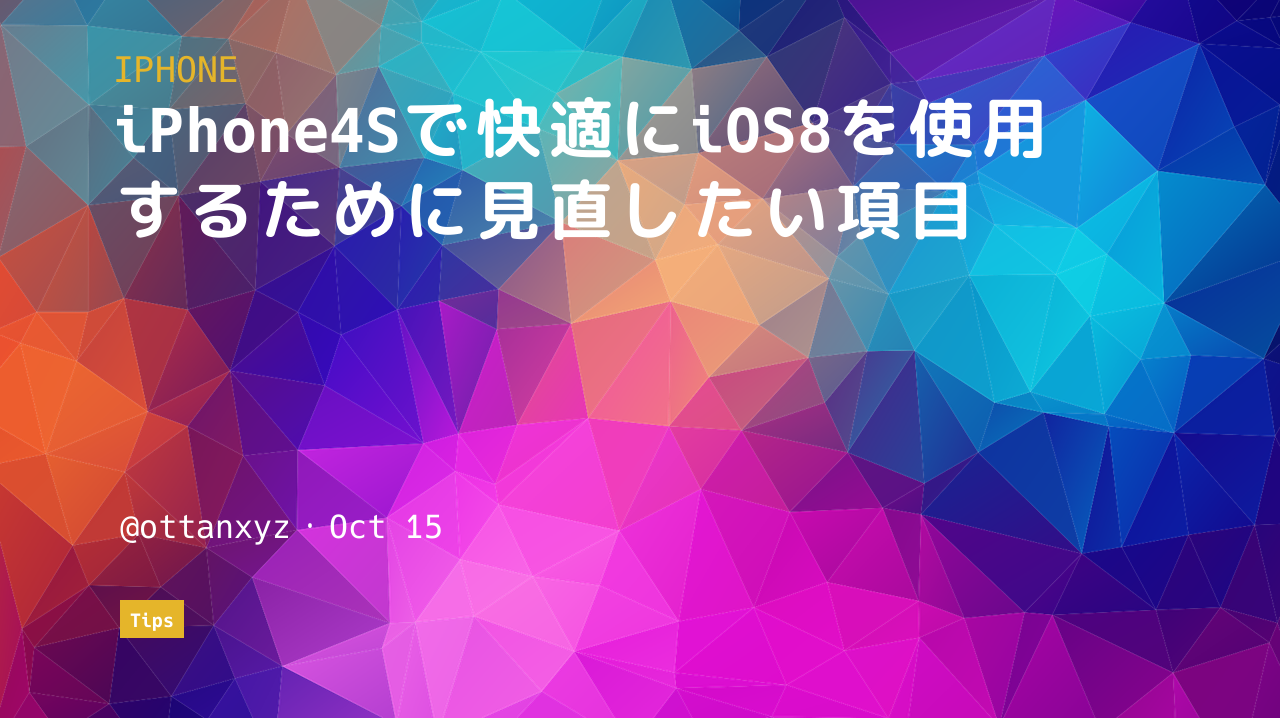 IPHONE
iPhone4Sで快適にiOS8を使用
するために見直したい項目
@ottanxyz・Oct 15
Tips